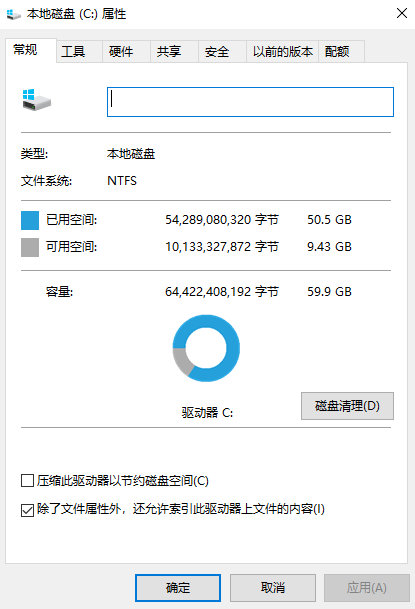 本地磁盘 (C:) 属性
常规 工具 硬件 共享 安全 以前的版本 配额
类型: 本地磁盘
文件系统: NTFS
已用空间: 54,289,080,320 字节 50.5 GB
可用空间: 10,133,327,872 字节 9.43 GB
容量: 64,422,408,192 字节 59.9 GB
驱动器 C:
磁盘清理(D)
压缩此驱动器以节约磁盘空间(C)
除了文件属性外，还允许索引此驱动器上文件的内容(I)
确定 取消 应用(A)